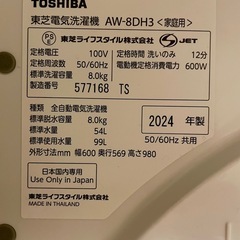 TOSHIBA
東芝電気洗濯機 AW-8DH3<家庭用>
PS E 東芝ライフスタイル株式会社 JET
定格電圧 100V
定格周波数 50/60Hz
標準洗濯容量 8.0kg
製造番号 577168 TS
定格時間 洗いのみ 12分
電動機定格消費電力 600W
種類 全自動電気洗濯機
標準脱水容量 8.0kg
標準水量 54L
標準使用水量 99L
外形寸法mm 幅600 奥行569 高さ980
2024 年製
50/60Hz 共用
日本国内専用
Use Only in Japan
東芝ライフスタイル株式会社
MADE IN THAILAND